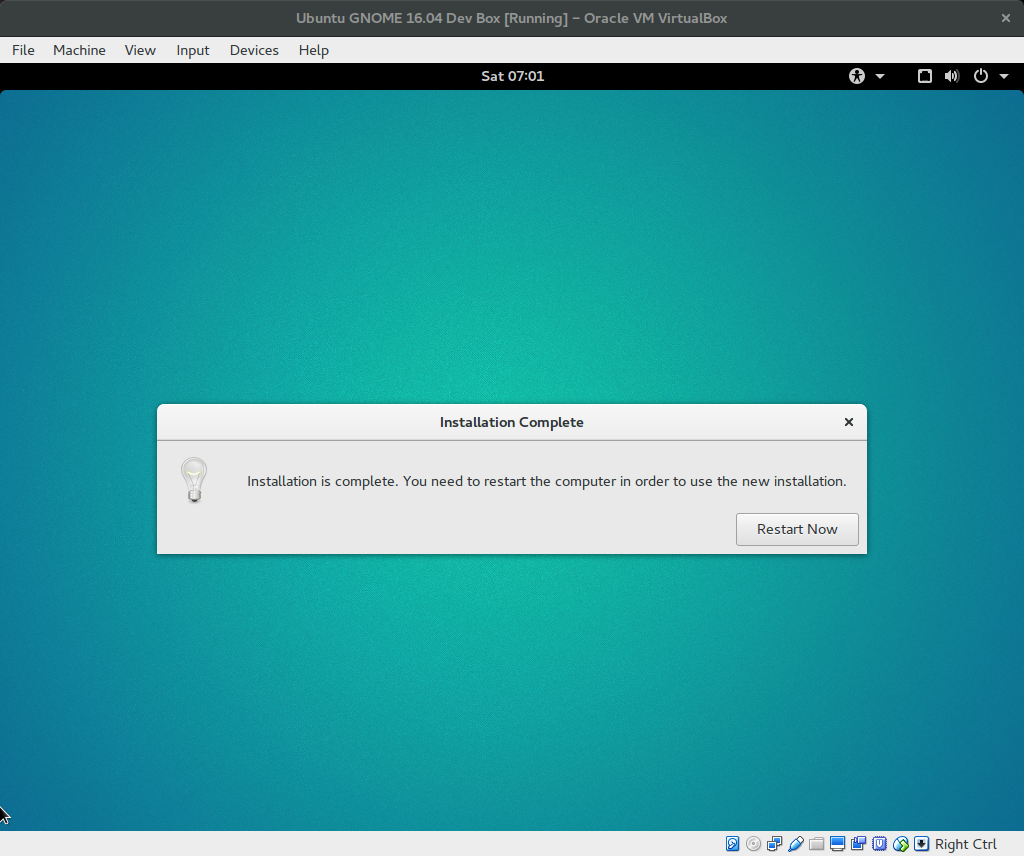 Ubuntu GNOME 16.04 Dev Box [Running] – Oracle VM VirtualBox
File Machine View Input Devices Help
Sat 07:01
Installation Complete
Installation is complete. You need to restart the computer in order to use the new installation.
Restart Now
Right Ctrl